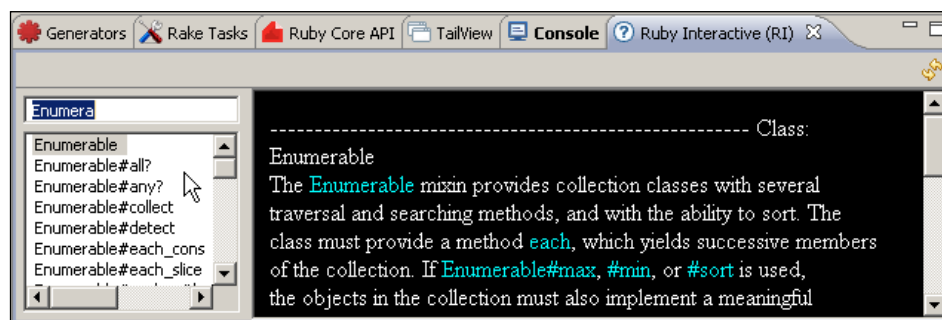 Generators Rake Tasks Ruby Core API TailView Console Ruby Interactive (RI)
Enumera
Enumerable
Enumerable#all?
Enumerable#any?
Enumerable#collect
Enumerable#detect
Enumerable#each_cons
Enumerable#each_slice
----------------------------------------------------- Class:
Enumerable
The Enumerable mixin provides collection classes with several
traversal and searching methods, and with the ability to sort. The
class must provide a method each, which yields successive members
of the collection. If Enumerable#max, #min, or #sort is used,
the objects in the collection must also implement a meaningful